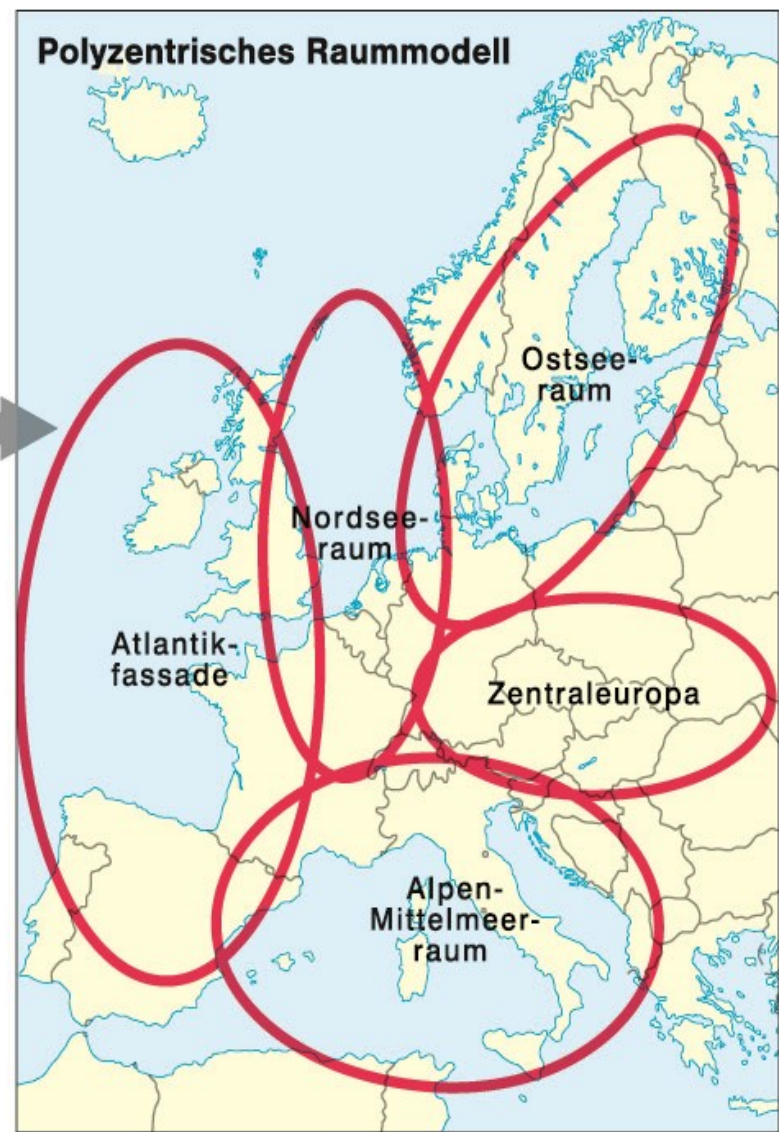 Polyzentrisches Raummodell
Ostsee-
raum
Nordsee-
raum
Atlantik-
fassade
Zentraleuropa
Alpen-
Mittelmeer-
raum